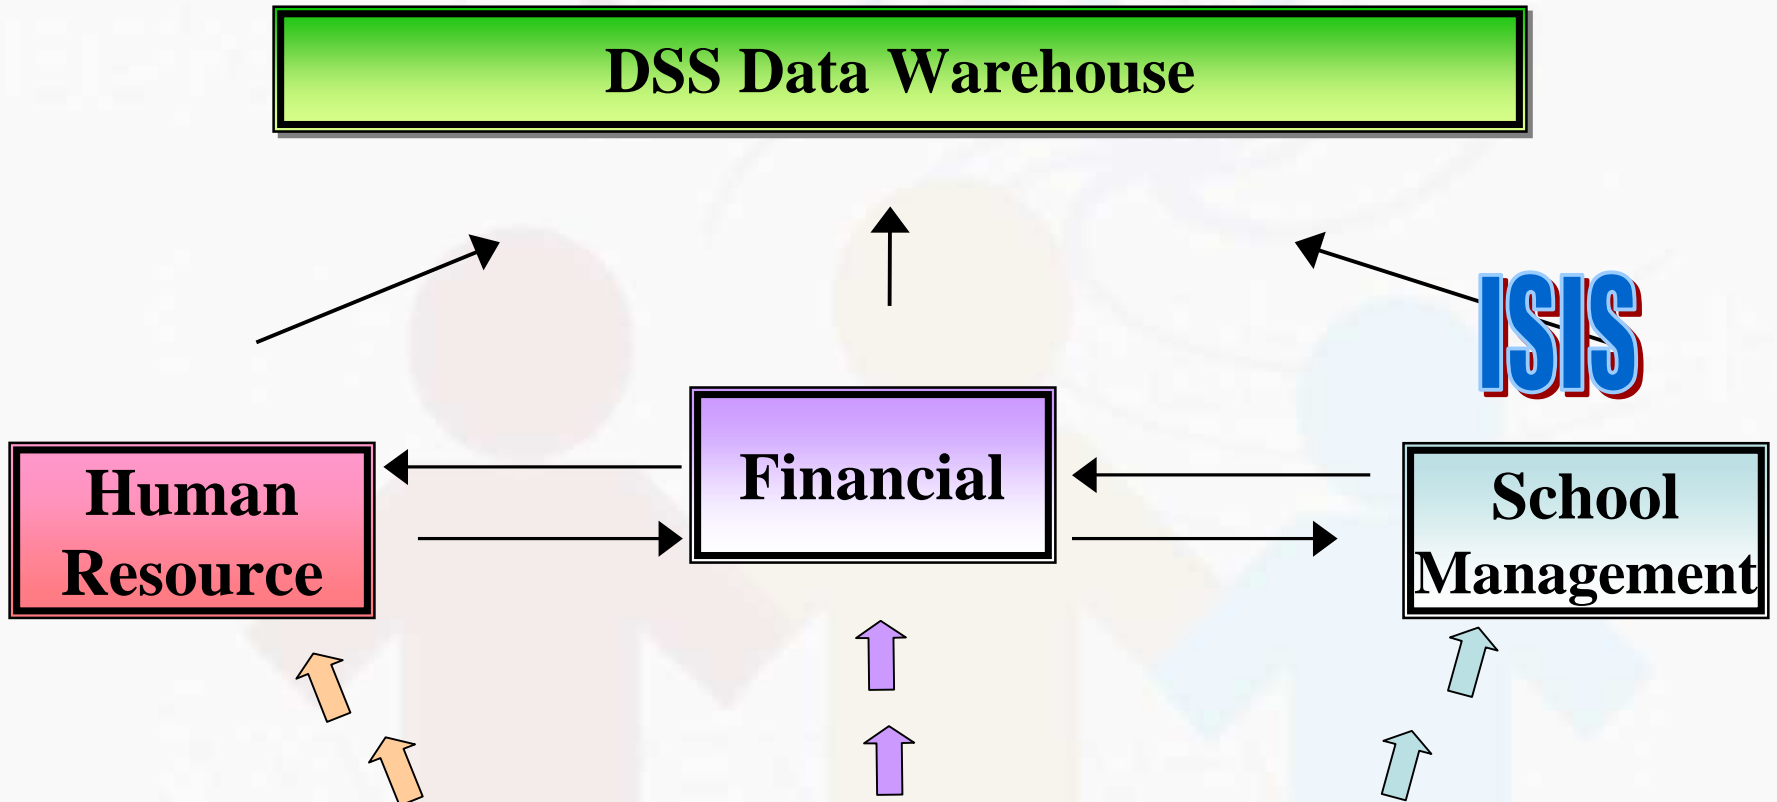 DSS Data Warehouse
ISIS
Financial
Human
Resource
School
Management